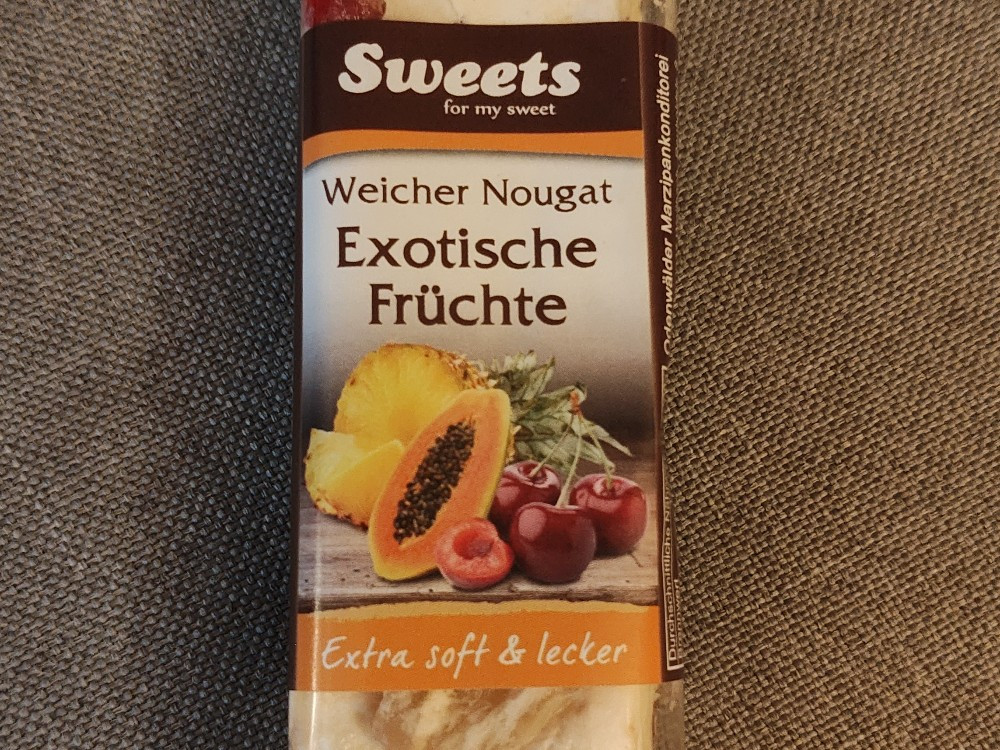 Sweets
for my sweet
Weicher Nougat
Exotische
Früchte
Extra soft & lecker
Odenwälder Marzipankonditorei